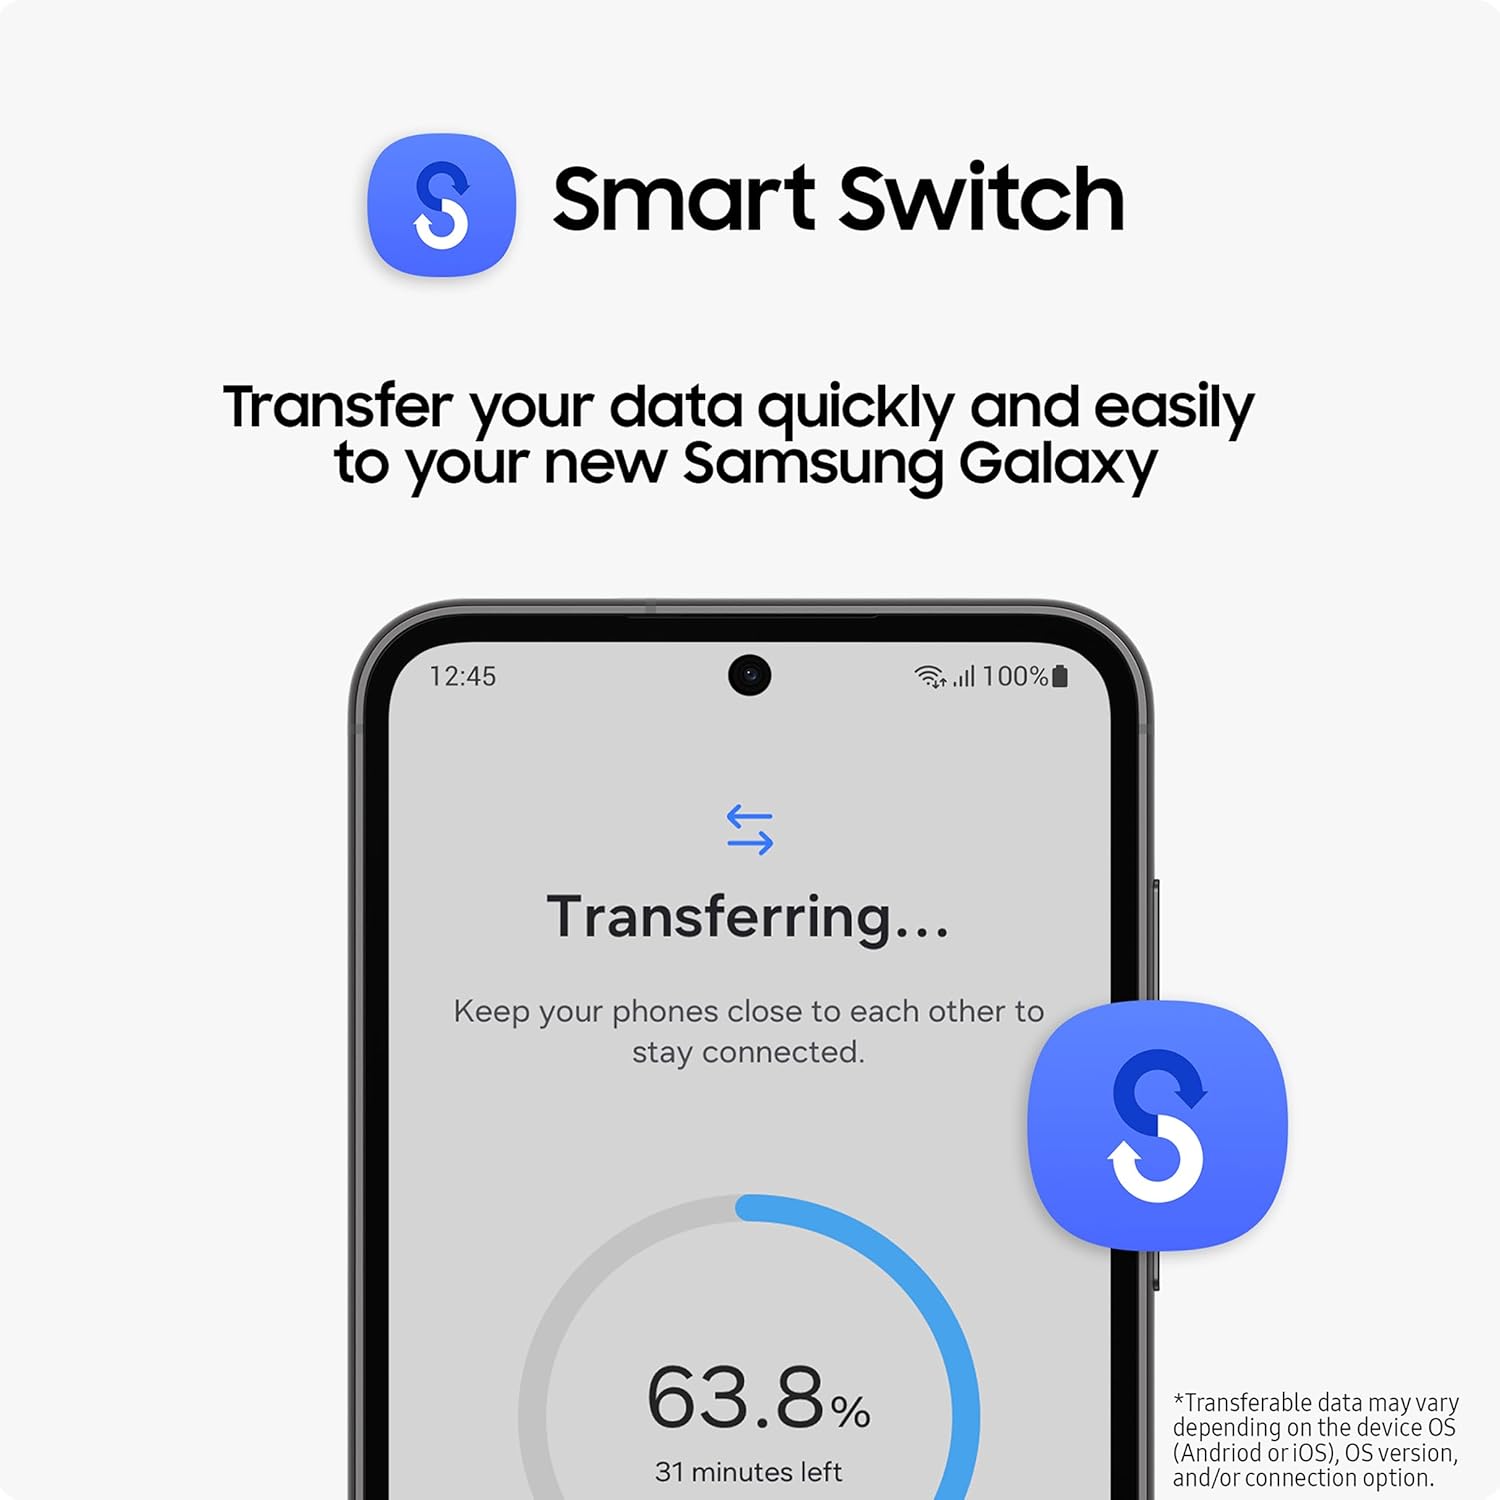 Smart Switch
Transfer your data quickly and easily
to your new Samsung Galaxy
12:45
100%
Transferring...
Keep your phones close to each other to
stay connected.
63.8%
31 minutes left
*Transferable data may vary
depending on the device OS
(Andriod or iOS), OS version,
and/or connection option.